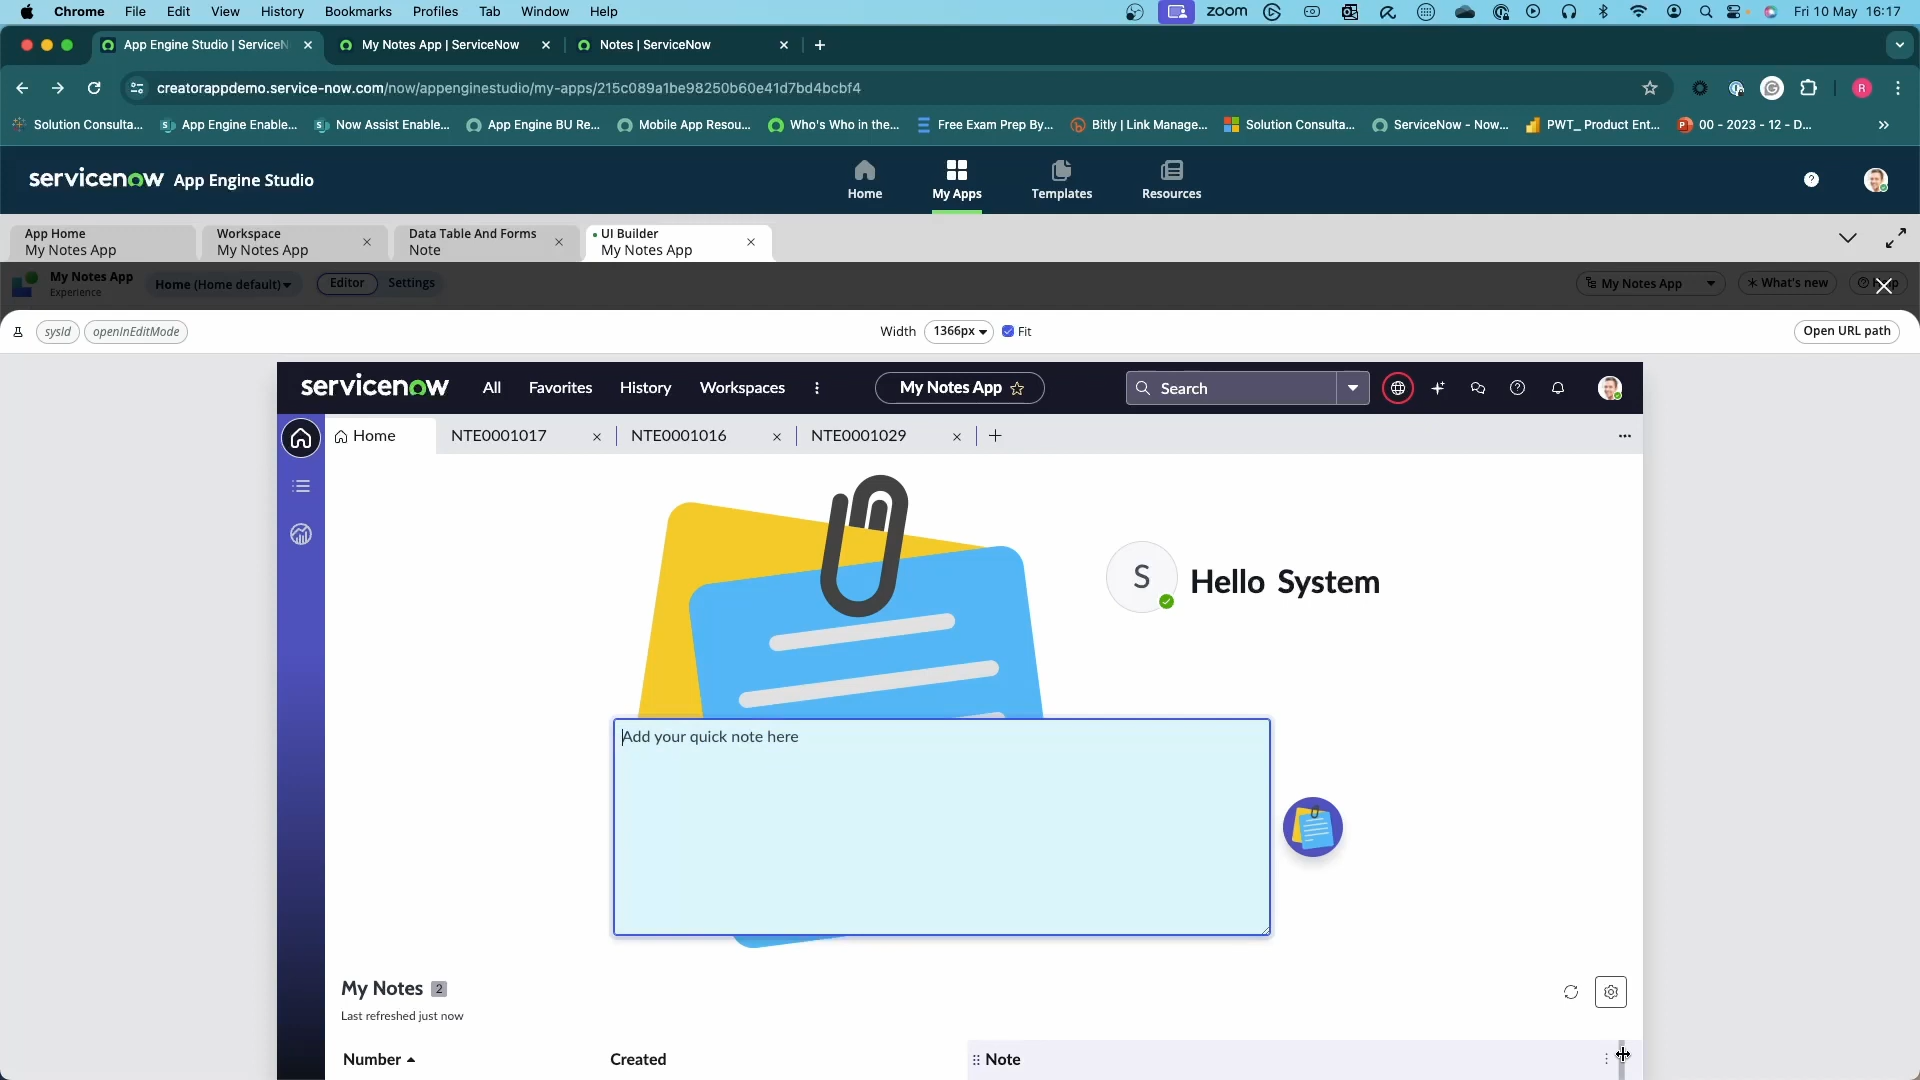 Chrome File Edit View History Bookmarks Profiles Tab Window Help zoom Fri 10 May 16:17
App Engine Studio | ServiceN My Notes App | ServiceNow Notes | ServiceNow
creatorappdemo.service-now.com/now/appenginestudio/my-apps/215c089a1be98250b60e41d7bd4bcbf4 R
Solution Consulta... App Engine Enable... Now Assist Enable... App Engine BU Re... Mobile App Resou... Who's Who in the... Free Exam Prep By... Bitly | Link Manage... Solution Consulta... ServiceNow - Now... PWT_ Product Ent... 00 - 2023 - 12 - D...
servicenow App Engine Studio Home My Apps Templates Resources
App Home
My Notes App
Workspace
My Notes App
Data Table And Forms
Note
UI Builder
My Notes App
My Notes App
Experience
Home (Home default) Editor Settings My Notes App What's new
sysId openInEditMode Width 1366px Fit Open URL path
servicenow All Favorites History Workspaces My Notes App Search
Home NTE0001017 NTE0001016 NTE0001029
S Hello System
Add your quick note here
My Notes 2
Last refreshed just now
Number Created Note